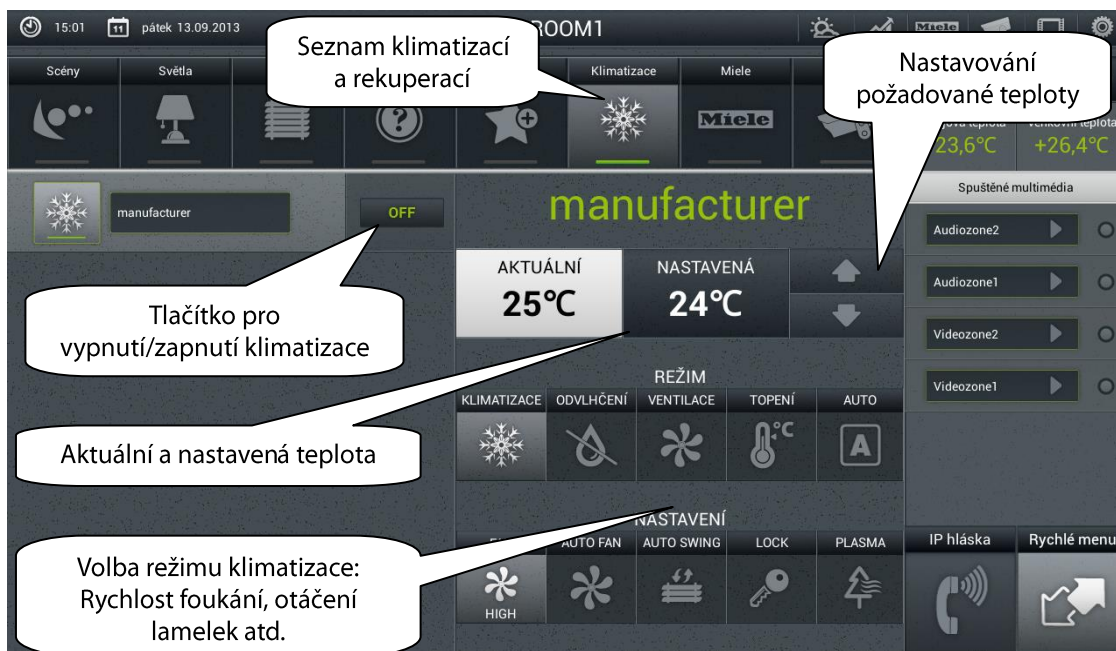 15:01
11
pátek 13.09.2013
OOM1
Miele
Seznam klimatizací
a rekuperací
Nastavování
požadované teploty
Scény
Světla
Klimatizace
Miele
Miele
23,6°C
+26,4°C
manufacturer
OFF
manufacturer
Spuštěné multimédia
Audiozone2
Audiozone1
Videozone2
Videozone1
AKTUÁLNÍ
25°C
NASTAVENÁ
24°C
Tlačítko pro
vypnutí/zapnutí klimatizace
REŽIM
KLIMATIZACE
ODVLHČENÍ
VENTILACE
TOPENÍ
AUTO
°C
A
Aktuální a nastavená teplota
NASTAVENÍ
AUTO FAN
AUTO SWING
LOCK
PLASMA
HIGH
Volba režimu klimatizace:
Rychlost foukání, otáčení
lamelek atd.
IP hláska
Rychlé menu